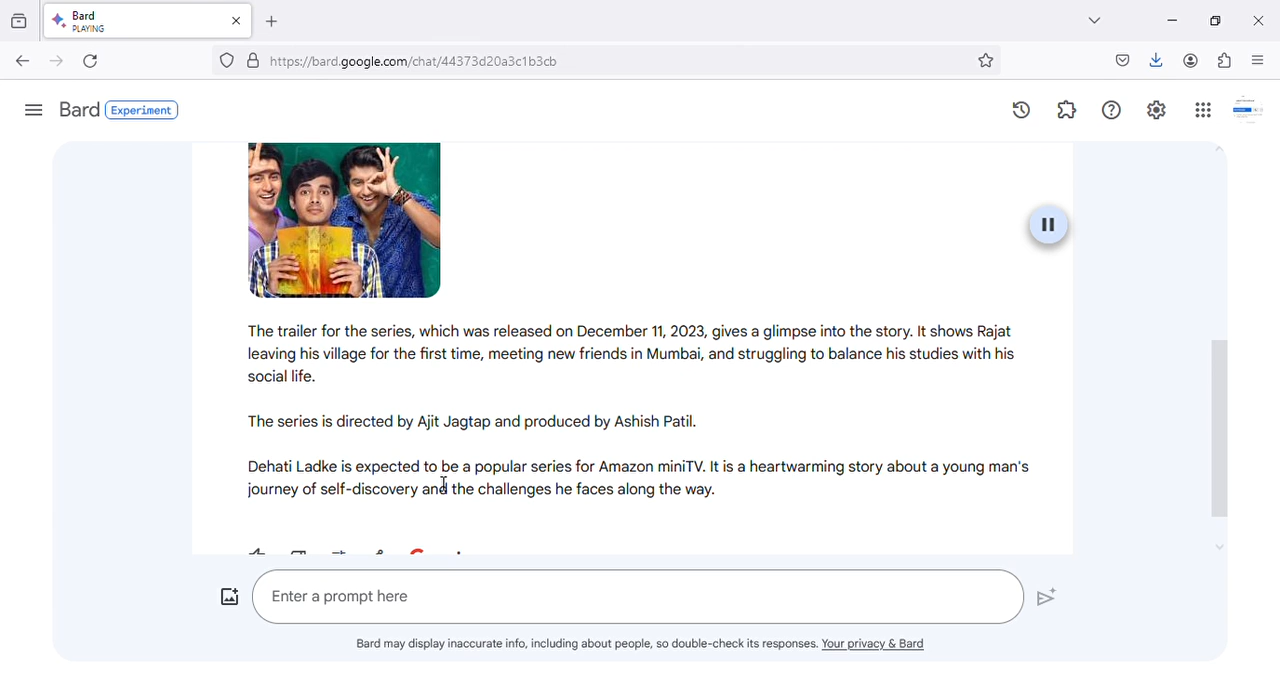 Bard
PLAYING
https://bard.google.com/chat/44373d20a3c1b3cb
Bard Experiment
The trailer for the series, which was released on December 11, 2023, gives a glimpse into the story. It shows Rajat
leaving his village for the first time, meeting new friends in Mumbai, and struggling to balance his studies with his
social life.
The series is directed by Ajit Jagtap and produced by Ashish Patil.
Dehati Ladke is expected to be a popular series for Amazon miniTV. It is a heartwarming story about a young man's
journey of self-discovery and the challenges he faces along the way.
Enter a prompt here
Bard may display inaccurate info, including about people, so double-check its responses. Your privacy & Bard